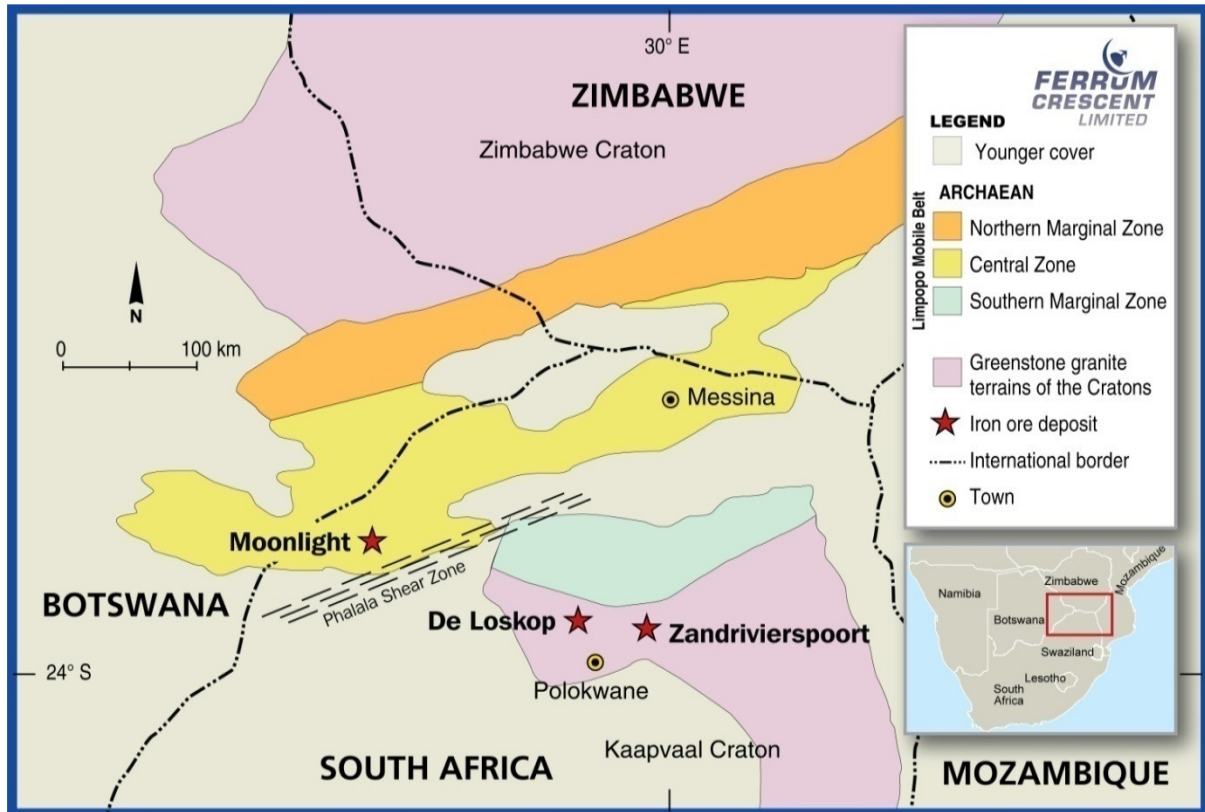 30° E
ZIMBABWE
Zimbabwe Craton
N
0 100 km
Messina
Moonlight
Phalala Shear Zone
BOTSWANA
De Loskop
Zandrivierspoort
24° S
Polokwane
Kaapvaal Craton
SOUTH AFRICA
MOZAMBIQUE
FERRUM
CRESCENT
LIMITED
LEGEND
Younger cover
ARCHAEAN
Limpopo Mobile Belt
Northern Marginal Zone
Central Zone
Southern Marginal Zone
Greenstone granite
terrains of the Cratons
Iron ore deposit
International border
Town
Zimbabwe
Mozambique
Namibia
Botswana
Swaziland
Lesotho
South
Africa